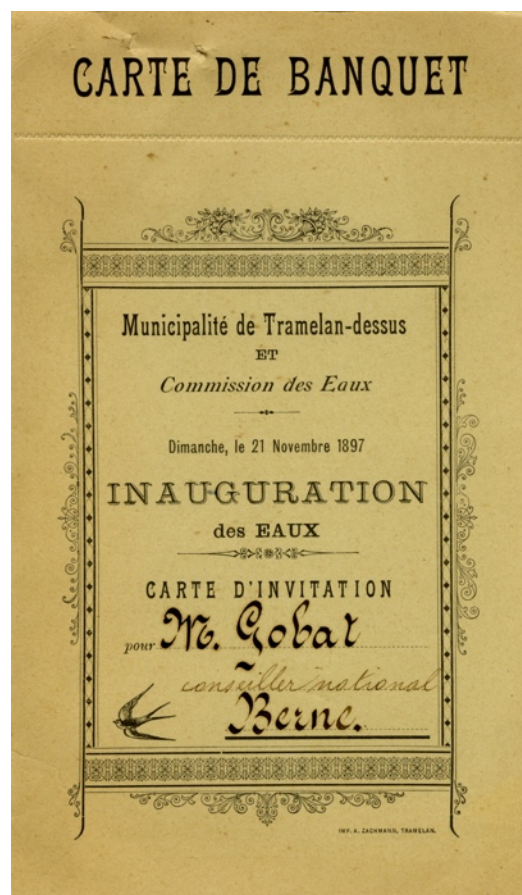 CARTE DE BANQUET
Municipalité de Tramelan-dessus
ET
Commission des Eaux
Dimanche, le 21 Novembre 1897
INAUGURATION
des EAUX
CARTE D'INVITATION
pour M. Gobat
conseiller national
Berne.
IMP. A. ZACHMANN, TRAMELAN.